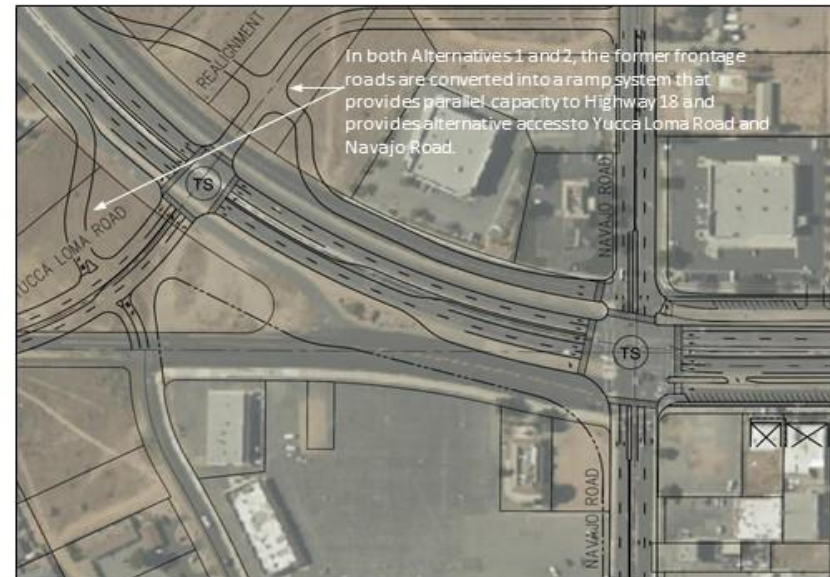 REALIGNMENT
In both Alternatives 1 and 2, the former frontage
roads are converted into a ramp system that
provides parallel capacity to Highway 18 and
provides alternative accessto Yucca Loma Road and
Navajo Road.
TS
YUCCA LOMA ROAD
NAVAJO ROAD
TS
NAVAJO ROAD